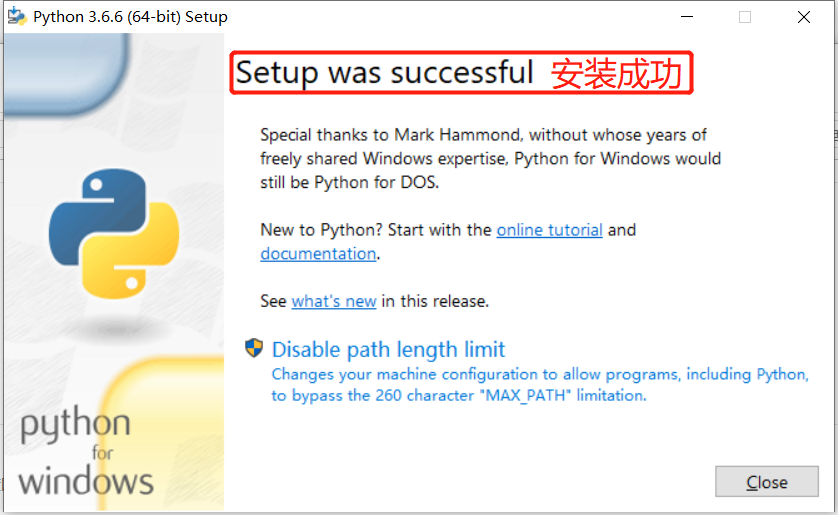 Python 3.6.6 (64-bit) Setup
Setup was successful 安装成功
Special thanks to Mark Hammond, without whose years of
freely shared Windows expertise, Python for Windows would
still be Python for DOS.
New to Python? Start with the online tutorial and
documentation.
See what's new in this release.
Disable path length limit
Changes your machine configuration to allow programs, including Python,
to bypass the 260 character "MAX_PATH" limitation.
python
for
windows
Close